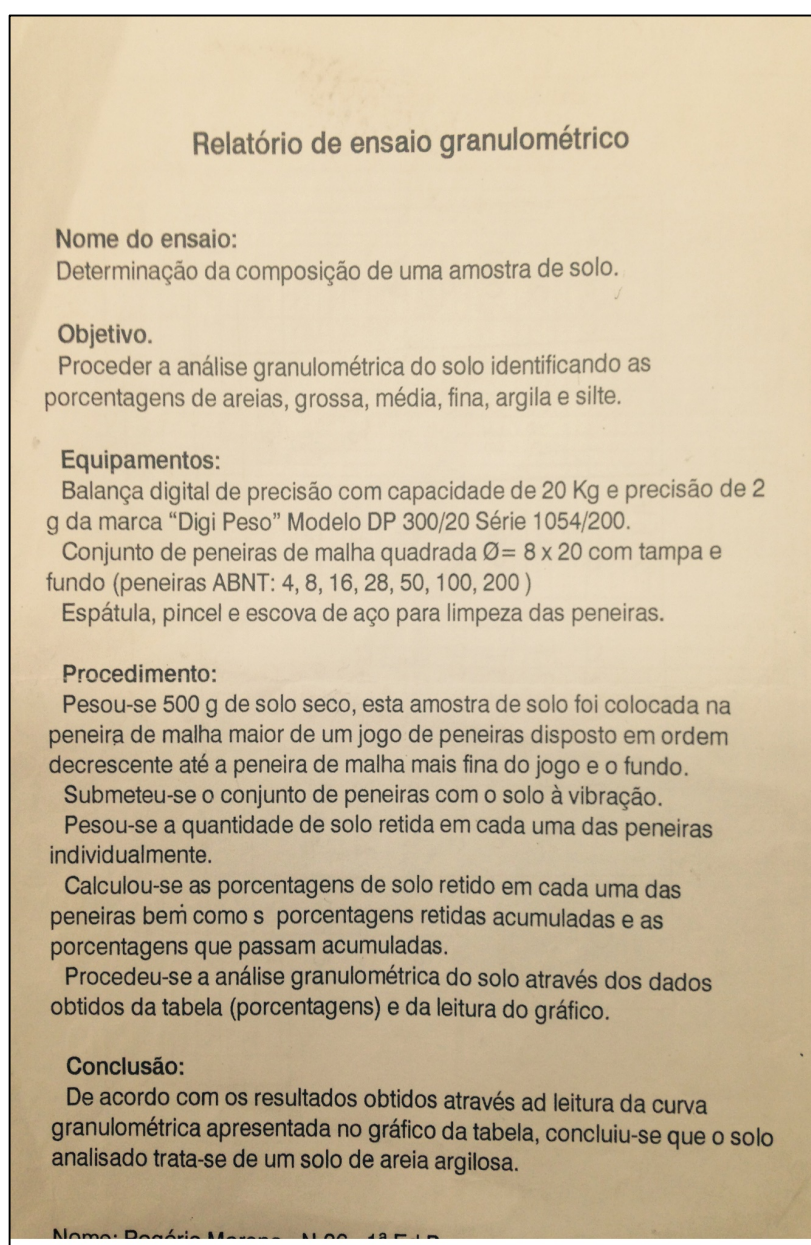 Relatório de ensaio granulométrico
Nome do ensaio:
Determinação da composição de uma amostra de solo.
Objetivo.
Proceder a análise granulométrica do solo identificando as
porcentagens de areias, grossa, média, fina, argila e silte.
Equipamentos:
Balança digital de precisão com capacidade de 20 Kg e precisão de 2
g da marca “Digi Peso” Modelo DP 300/20 Série 1054/200.
Conjunto de peneiras de malha quadrada Ø= 8 x 20 com tampa e
fundo (peneiras ABNT: 4, 8, 16, 28, 50, 100, 200 )
Espátula, pincel e escova de aço para limpeza das peneiras.
Procedimento:
Pesou-se 500 g de solo seco, esta amostra de solo foi colocada na
peneira de malha maior de um jogo de peneiras disposto em ordem
decrescente até a peneira de malha mais fina do jogo e o fundo.
Submeteu-se o conjunto de peneiras com o solo à vibração.
Pesou-se a quantidade de solo retida em cada uma das peneiras
individualmente.
Calculou-se as porcentagens de solo retido em cada uma das
peneiras bem como s porcentagens retidas acumuladas e as
porcentagens que passam acumuladas.
Procedeu-se a análise granulométrica do solo através dos dados
obtidos da tabela (porcentagens) e da leitura do gráfico.
Conclusão:
De acordo com os resultados obtidos através ad leitura da curva
granulométrica apresentada no gráfico da tabela, concluiu-se que o solo
analisado trata-se de um solo de areia argilosa.
Nome: Rogério